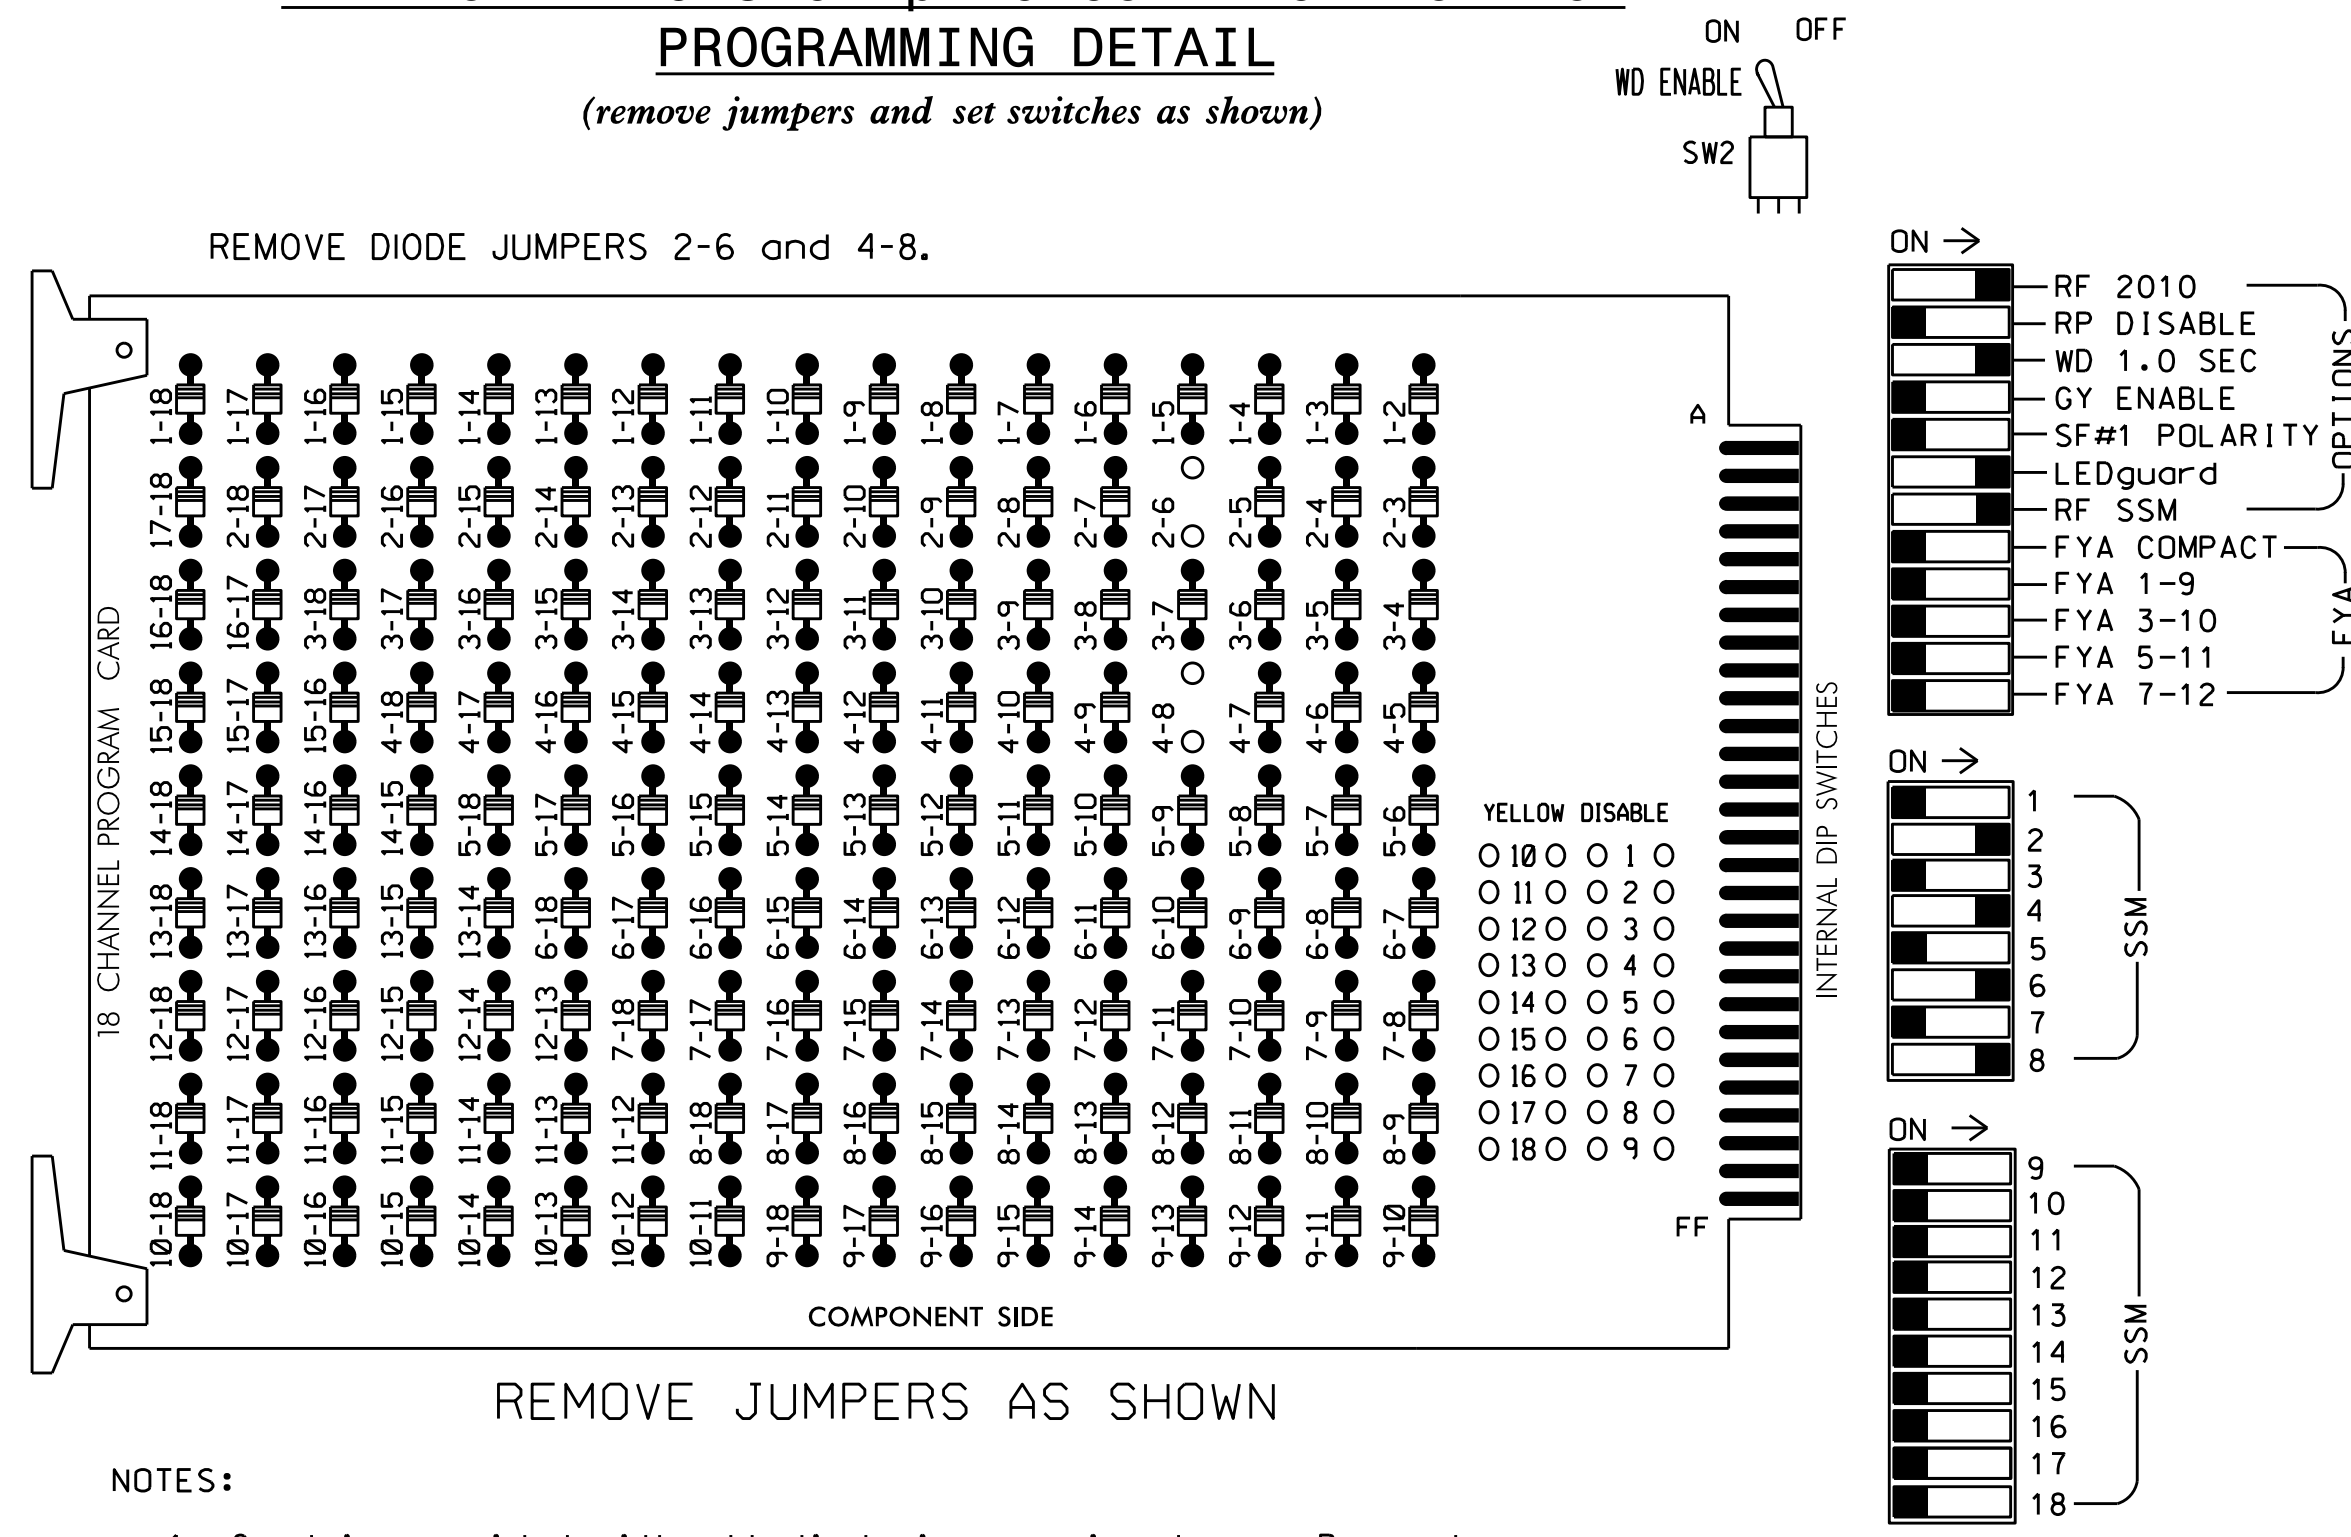 PROGRAMMING DETAIL
(remove jumpers and set switches as shown)
ON OFF
WD ENABLE
SW2
REMOVE DIODE JUMPERS 2-6 and 4-8.
18 CHANNEL PROGRAM CARD
1-18 1-17 1-16 1-15 1-14 1-13 1-12 1-11 1-10 1-9 1-8 1-7 1-6 1-5 1-4 1-3 1-2
17-18 2-18 2-17 2-16 2-15 2-14 2-13 2-12 2-11 2-10 2-9 2-8 2-7 2-6 2-5 2-4 2-3
16-18 16-17 3-18 3-17 3-16 3-15 3-14 3-13 3-12 3-11 3-10 3-9 3-8 3-7 3-6 3-5 3-4
15-18 15-17 15-16 4-18 4-17 4-16 4-15 4-14 4-13 4-12 4-11 4-10 4-9 4-8 4-7 4-6 4-5
14-18 14-17 14-16 14-15 5-18 5-17 5-16 5-15 5-14 5-13 5-12 5-11 5-10 5-9 5-8 5-7 5-6
13-18 13-17 13-16 13-15 13-14 6-18 6-17 6-16 6-15 6-14 6-13 6-12 6-11 6-10 6-9 6-8 6-7
12-18 12-17 12-16 12-15 12-14 12-13 7-18 7-17 7-16 7-15 7-14 7-13 7-12 7-11 7-10 7-9 7-8
11-18 11-17 11-16 11-15 11-14 11-13 11-12 8-18 8-17 8-16 8-15 8-14 8-13 8-12 8-11 8-10 8-9
10-18 10-17 10-16 10-15 10-14 10-13 10-12 10-11 9-18 9-17 9-16 9-15 9-14 9-13 9-12 9-11 9-10
A
YELLOW DISABLE
10 1
11 2
12 3
13 4
14 5
15 6
16 7
17 8
18 9
FF
COMPONENT SIDE
INTERNAL DIP SWITCHES
ON →
RF 2010
RP DISABLE
WD 1.0 SEC
GY ENABLE
SF#1 POLARITY
LEDguard
RF SSM
OPTIONS
FYA COMPACT
FYA 1-9
FYA 3-10
FYA 5-11
FYA 7-12
FYA
ON →
1
2
3
4
5
6
7
8
SSM
ON →
9
10
11
12
13
14
15
16
17
18
SSM
REMOVE JUMPERS AS SHOWN
NOTES: